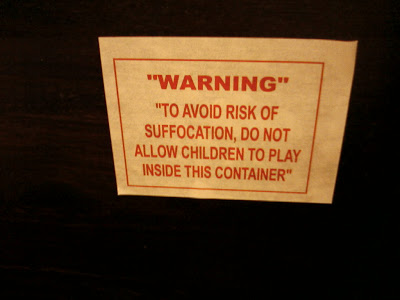 "WARNING"
"TO AVOID RISK OF
SUFFOCATION, DO NOT
ALLOW CHILDREN TO PLAY
INSIDE THIS CONTAINER"